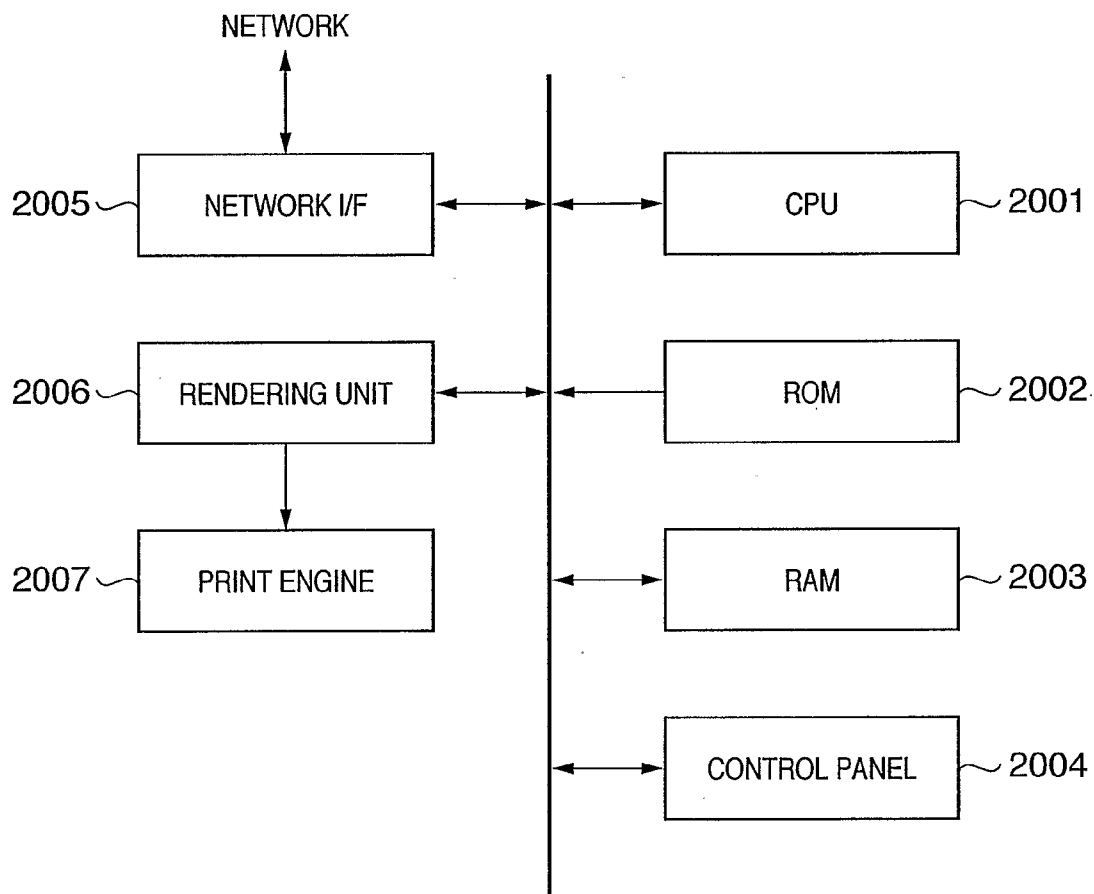 NETWORK
2005 NETWORK I/F
CPU 2001
2006 RENDERING UNIT
ROM 2002
2007 PRINT ENGINE
RAM 2003
CONTROL PANEL 2004